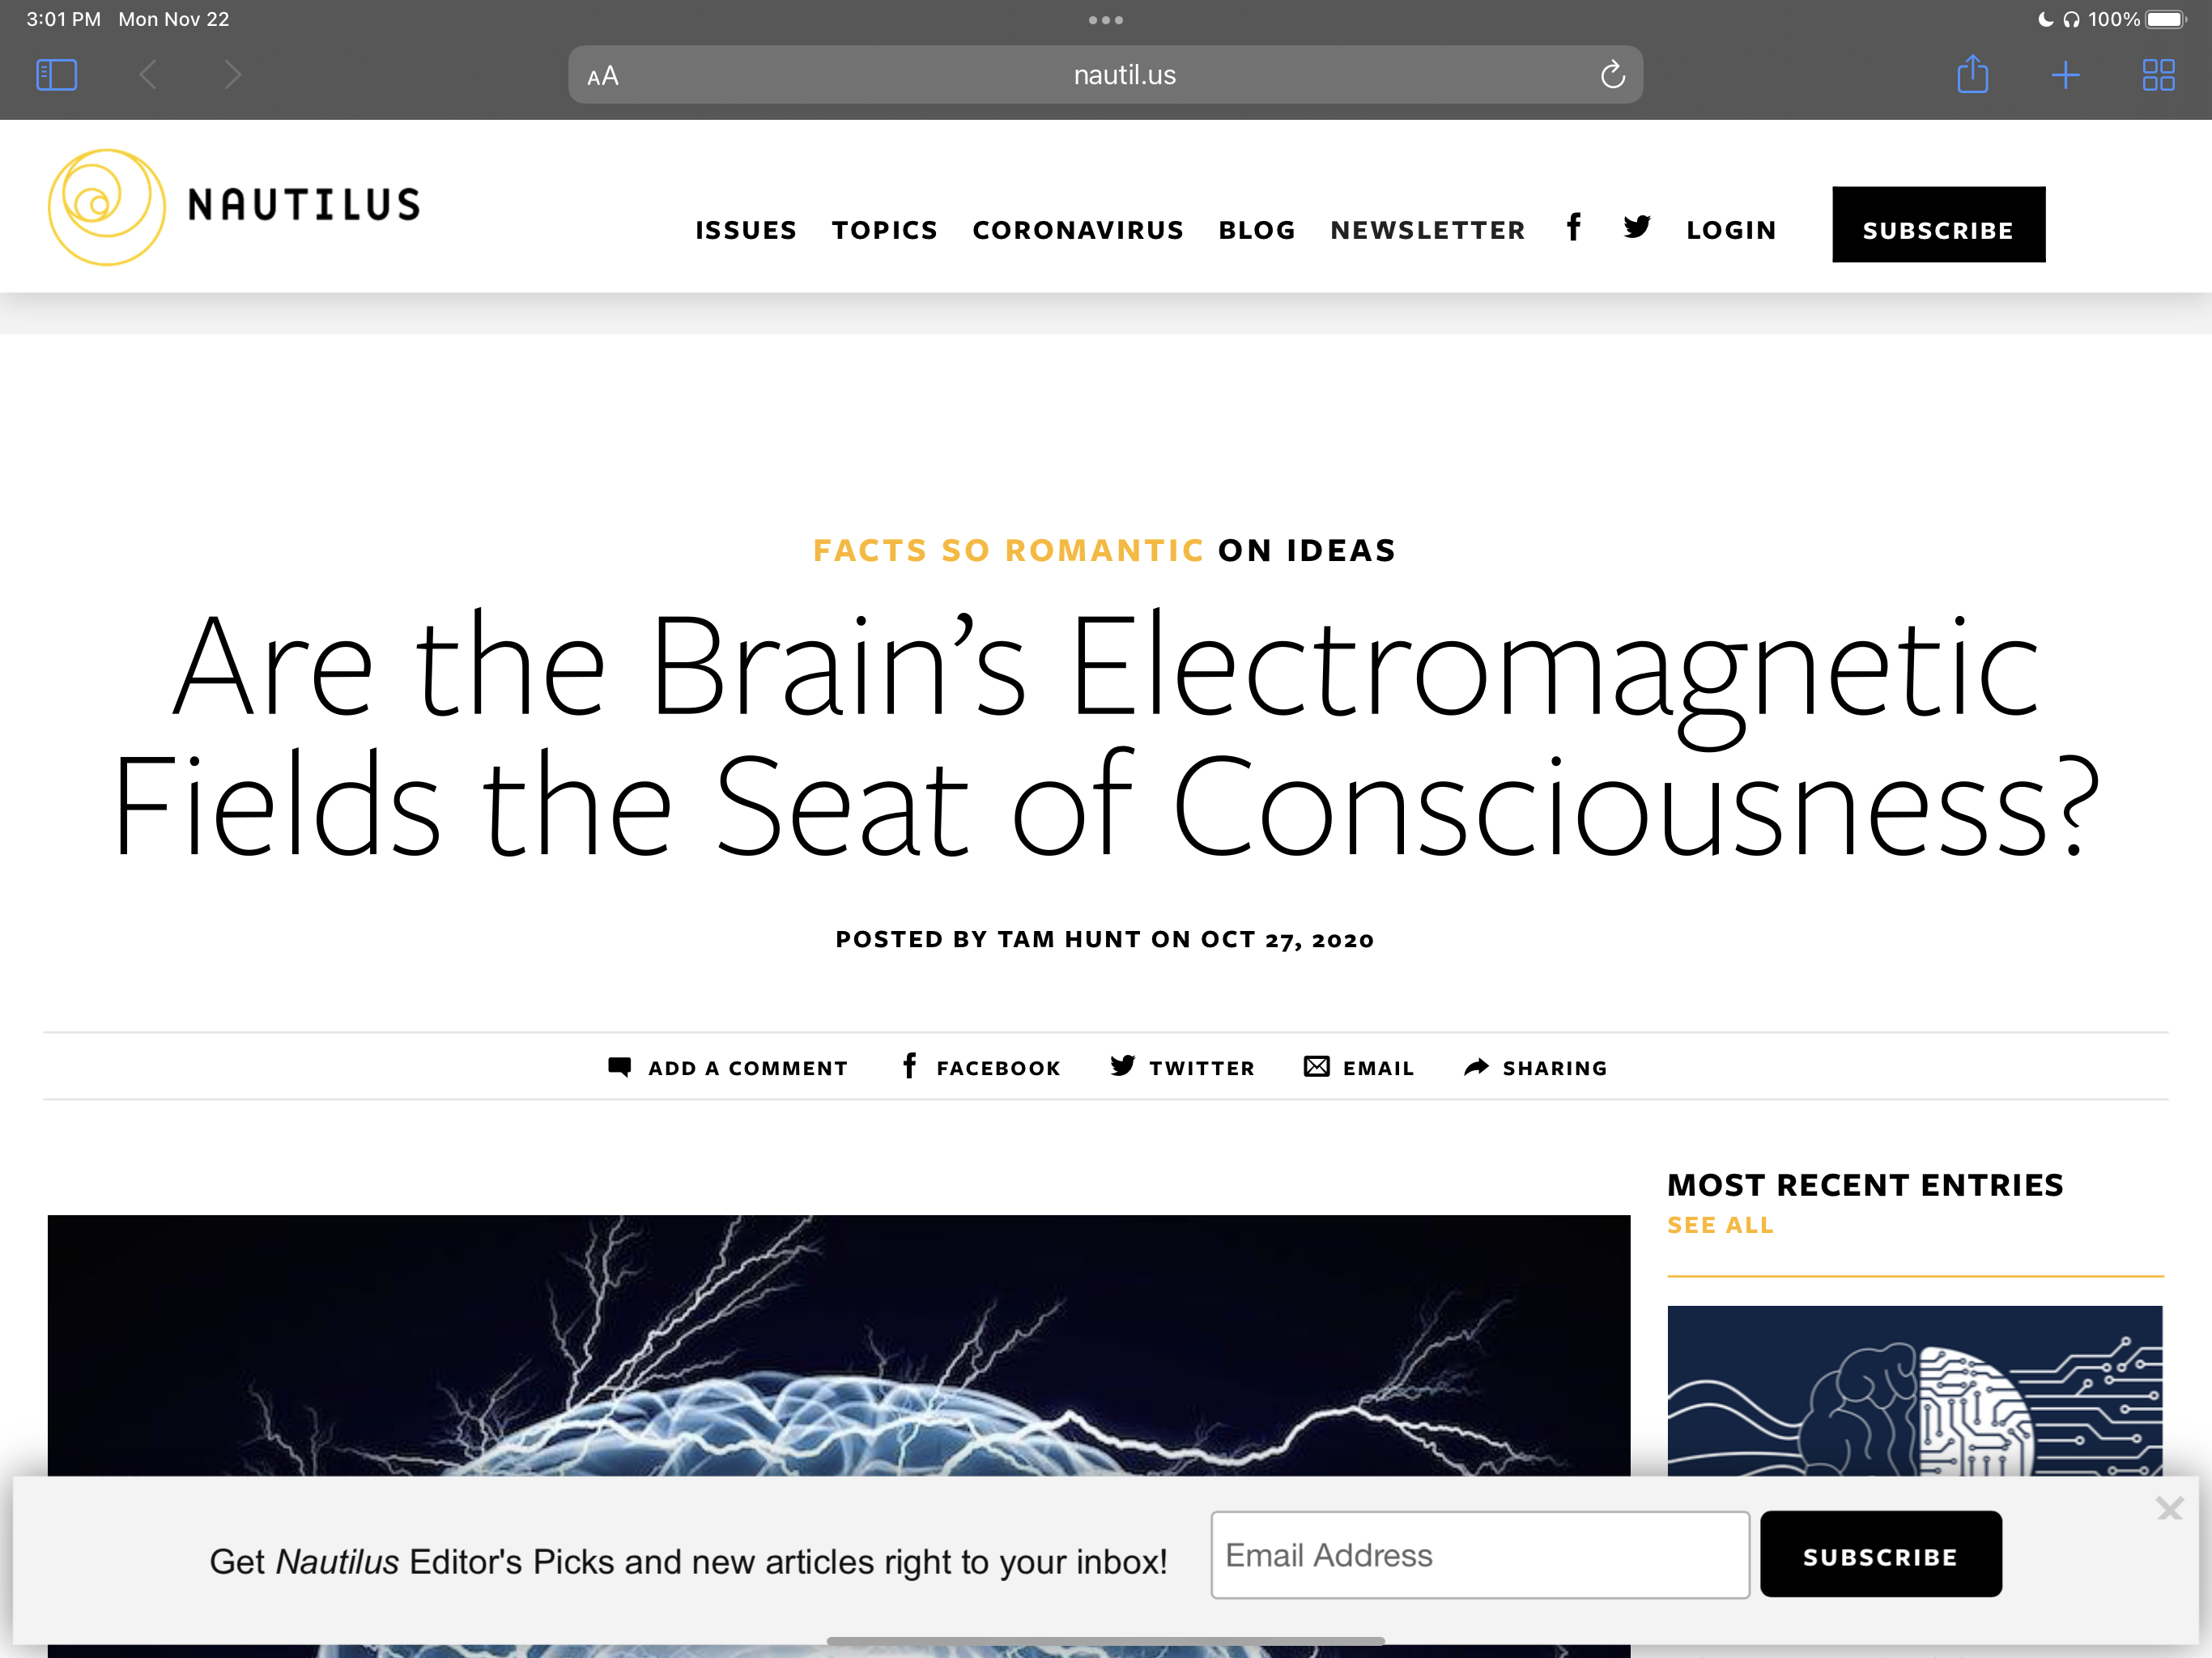 3:01 PM Mon Nov 22
100%
AA
nautil.us
NAUTILUS
ISSUES TOPICS CORONAVIRUS BLOG NEWSLETTER LOGIN SUBSCRIBE
FACTS SO ROMANTIC ON IDEAS
Are the Brain’s Electromagnetic
Fields the Seat of Consciousness?
POSTED BY TAM HUNT ON OCT 27, 2020
ADD A COMMENT FACEBOOK TWITTER EMAIL SHARING
MOST RECENT ENTRIES
SEE ALL
Get Nautilus Editor's Picks and new articles right to your inbox!
Email Address
SUBSCRIBE